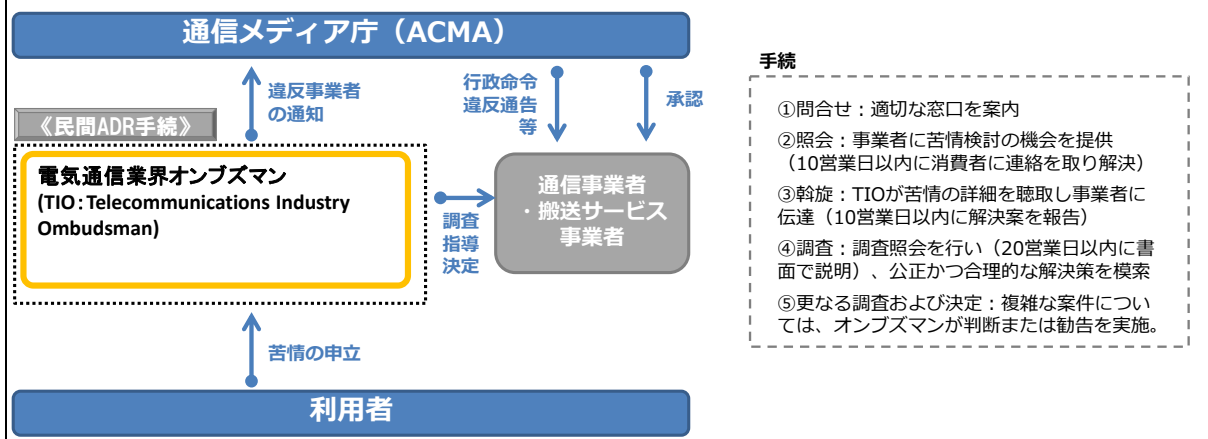 通信メディア庁（ACMA）
違反事業者
の通知
行政命令
違反通告
等
承認
《民間ADR手続》
電気通信業界オンブズマン
(TIO：Telecommunications Industry
Ombudsman)
調査
指導
決定
通信事業者
・搬送サービス
事業者
苦情の申立
利用者
手続
①問合せ：適切な窓口を案内
②照会：事業者に苦情検討の機会を提供
（10営業日以内に消費者に連絡を取り解決）
③斡旋：TIOが苦情の詳細を聴取し事業者に
伝達（10営業日以内に解決案を報告）
④調査：調査照会を行い（20営業日以内に書
面で説明）、公正かつ合理的な解決策を模索
⑤更なる調査および決定：複雑な案件につい
ては、オンブズマンが判断または勧告を実施。